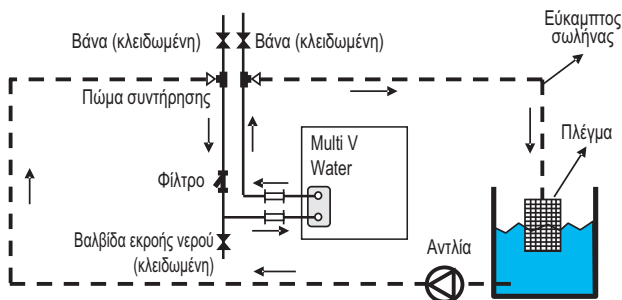 Εύκαμπτος
σωλήνας
Βάνα (κλειδωμένη)
Βάνα (κλειδωμένη)
Πώμα συντήρησης
Πλέγμα
Multi V
Water
Φίλτρο
Βαλβίδα εκροής νερού
(κλειδωμένη)
Αντλία